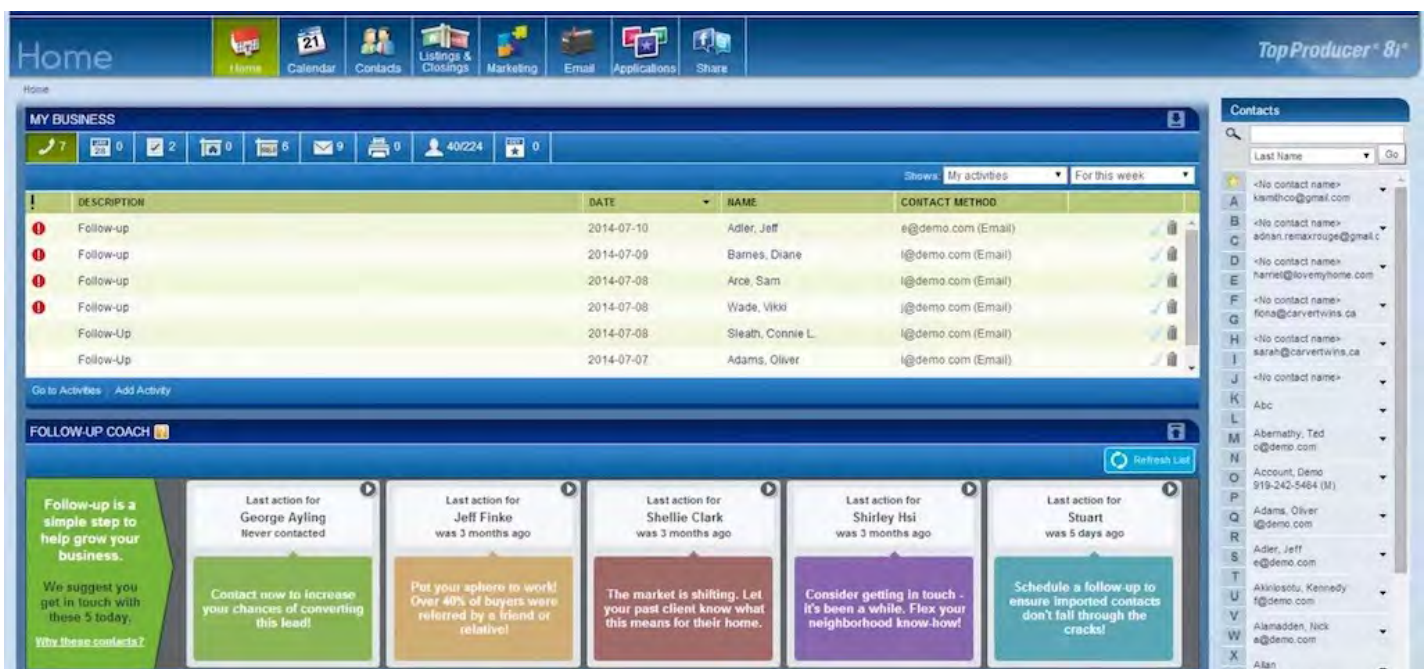 Home
Home
Calendar
Contacts
Listings &
Closings
Marketing
Email
Applications
Share
TopProducer® 8i®
Home
MY BUSINESS
7
0
2
0
6
9
0
40/224
0
Shows: My activities For this week
! DESCRIPTION DATE NAME CONTACT METHOD
Follow-up 2014-07-10 Adler, Jeff e@demo.com (Email)
Follow-up 2014-07-09 Barnes, Diane l@demo.com (Email)
Follow-up 2014-07-08 Arce, Sam l@demo.com (Email)
Follow-up 2014-07-08 Wade, Vikki j@demo.com (Email)
Follow-Up 2014-07-08 Sleath, Connie L. l@demo.com (Email)
Follow-Up 2014-07-07 Adams, Oliver l@demo.com (Email)
Go to Activities Add Activity
FOLLOW-UP COACH
Refresh List
Follow-up is a
simple step to
help grow your
business.
We suggest you
get in touch with
these 5 today.
Why these contacts?
Last action for
George Ayling
Never contacted
Contact now to increase
your chances of converting
this lead!
Last action for
Jeff Finke
was 3 months ago
Put your sphere to work!
Over 40% of buyers were
referred by a friend or
relative!
Last action for
Shellie Clark
was 3 months ago
The market is shifting. Let
your past client know what
this means for their home.
Last action for
Shirley Hsi
was 3 months ago
Consider getting in touch -
it's been a while. Flex your
neighborhood know-how!
Last action for
Stuart
was 5 days ago
Schedule a follow-up to
ensure imported contacts
don't fall through the
cracks!
Contacts
Last Name Go
A
B
C
D
E
F
G
H
I
J
K
L
M
N
O
P
Q
R
S
T
U
V
W
X
<No contact name>
kismithco@gmail.com
<No contact name>
adnan.remaxrouge@gmail.c
<No contact name>
harriet@ilovemyhome.com
<No contact name>
fiona@carvertwins.ca
<No contact name>
sarah@carvertwins.ca
<No contact name>
Abc
Abernathy, Ted
o@demo.com
Account, Demo
919-242-5464 (M)
Adams, Oliver
l@demo.com
Adler, Jeff
e@demo.com
Akinlosotu, Kennedy
f@demo.com
Alamadden, Nick
a@demo.com
Allan